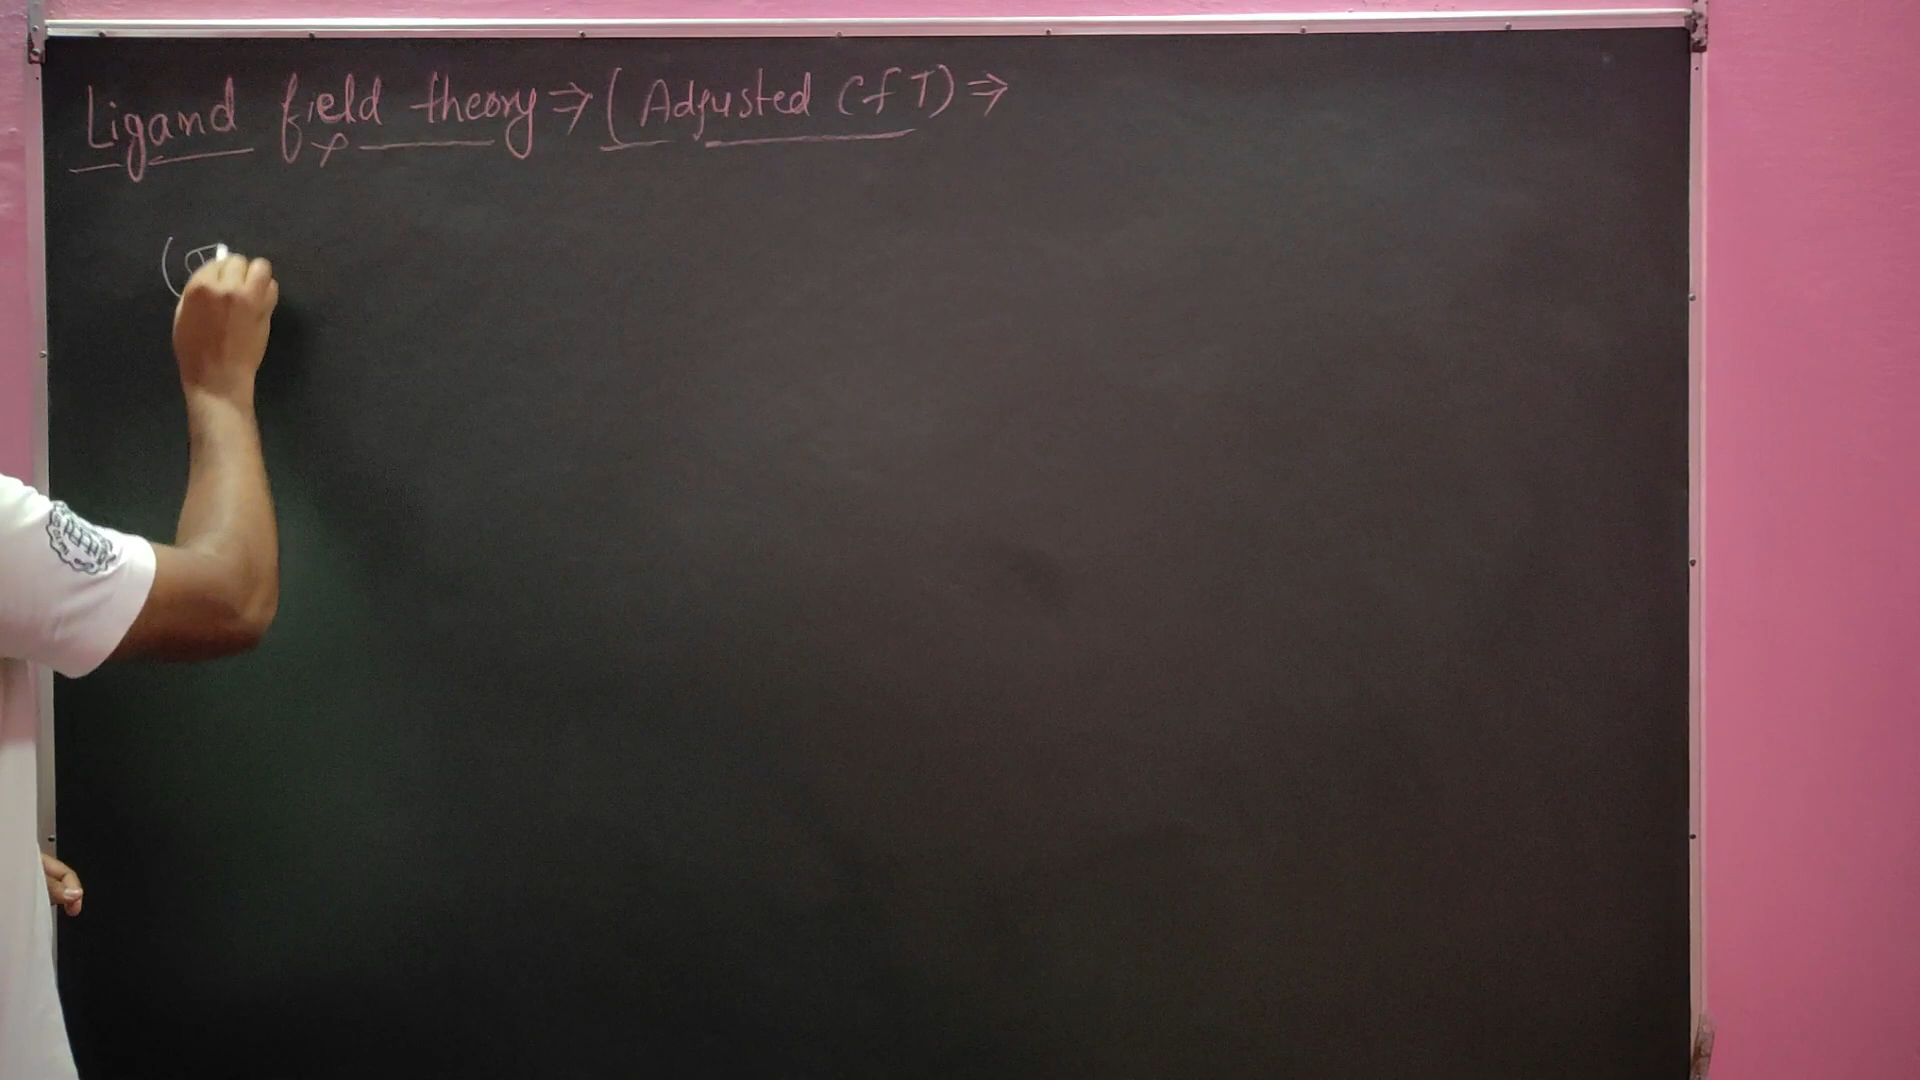 Ligand field theory ⇒ ( Adjusted CfT) ⇒
(σ